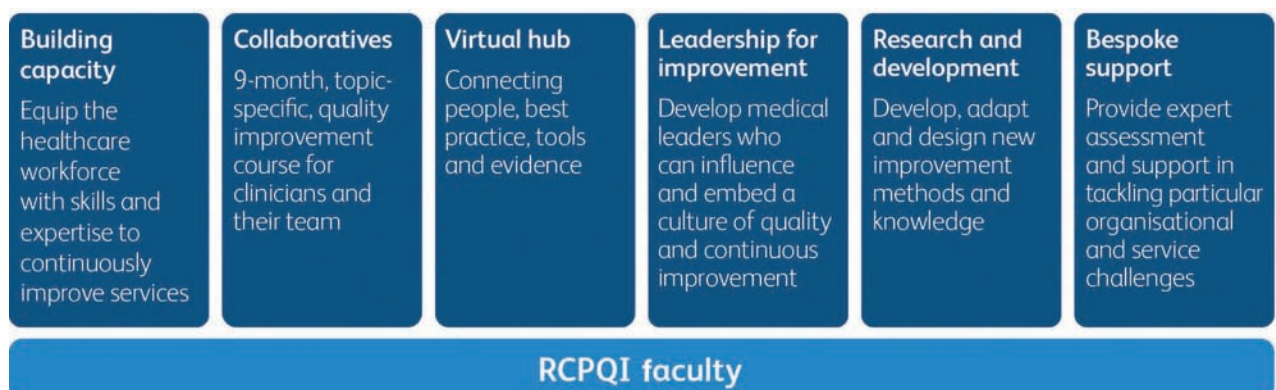 Building
capacity
Equip the
healthcare
workforce
with skills and
expertise to
continuously
improve services
Collaboratives
9-month, topic-
specific, quality
improvement
course for
clinicians and
their team
Virtual hub
Connecting
people, best
practice, tools
and evidence
Leadership for
improvement
Develop medical
leaders who
can influence
and embed a
culture of quality
and continuous
improvement
Research and
development
Develop, adapt
and design new
improvement
methods and
knowledge
Bespoke
support
Provide expert
assessment
and support in
tackling particular
organisational
and service
challenges
RCPQI faculty